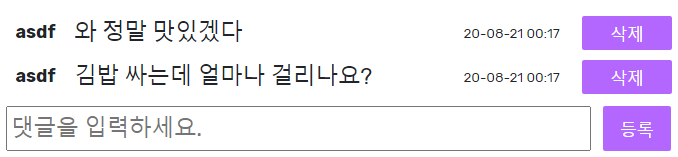 asdf 와 정말 맛있겠다 20-08-21 00:17 삭제
asdf 김밥 싸는데 얼마나 걸리나요? 20-08-21 00:17 삭제
댓글을 입력하세요. 등록